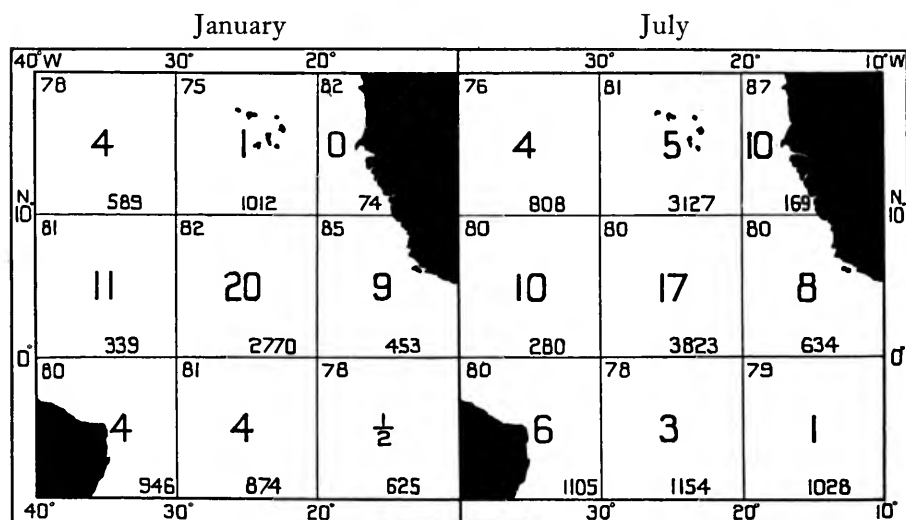 January July
40°W 30° 20° 30° 20° 10°W
78 75 82 76 81 87
4 1 0 4 5 10
N 10 589 1012 74 808 3127 169 N 10
81 82 85 80 80 80
11 20 9 10 17 8
0° 339 2770 453 280 3823 634 0°
80 81 78 80 78 79
4 4 ½ 6 3 1
946 874 625 1105 1154 1028
40° 20° 30° 20° 10°